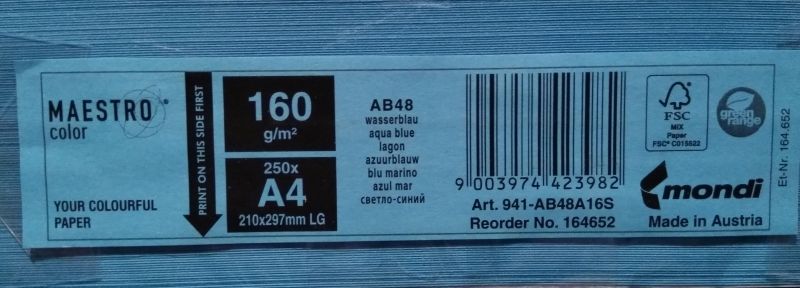 MAESTRO®
color
YOUR COLOURFUL
PAPER
PRINT ON THIS SIDE FIRST
160
g/m²
250x
A4
210x297mm LG
AB48
wasserblau
aqua blue
lagon
azuurblauw
blu marino
azul mar
светло-синий
9 003974 423982
Art. 941-AB48A16S
Reorder No. 164652
FSC
MIX
Paper
FSC® C015522
green
range
mondi
Made in Austria
Et-Nr. 164.652